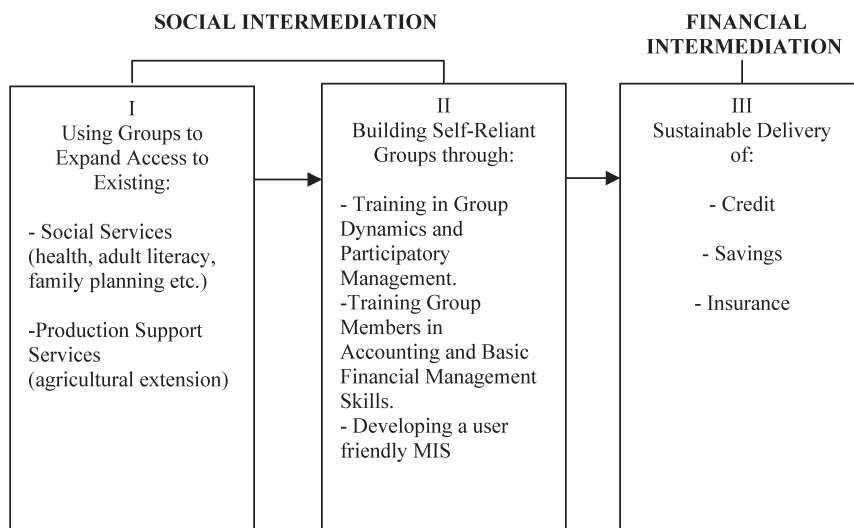 SOCIAL INTERMEDIATION
FINANCIAL
INTERMEDIATION
I
Using Groups to
Expand Access to
Existing:
- Social Services
(health, adult literacy,
family planning etc.)
-Production Support
Services
(agricultural extension)
II
Building Self-Reliant
Groups through:
- Training in Group
Dynamics and
Participatory
Management.
-Training Group
Members in
Accounting and Basic
Financial Management
Skills.
- Developing a user
friendly MIS
III
Sustainable Delivery
of:
- Credit
- Savings
- Insurance